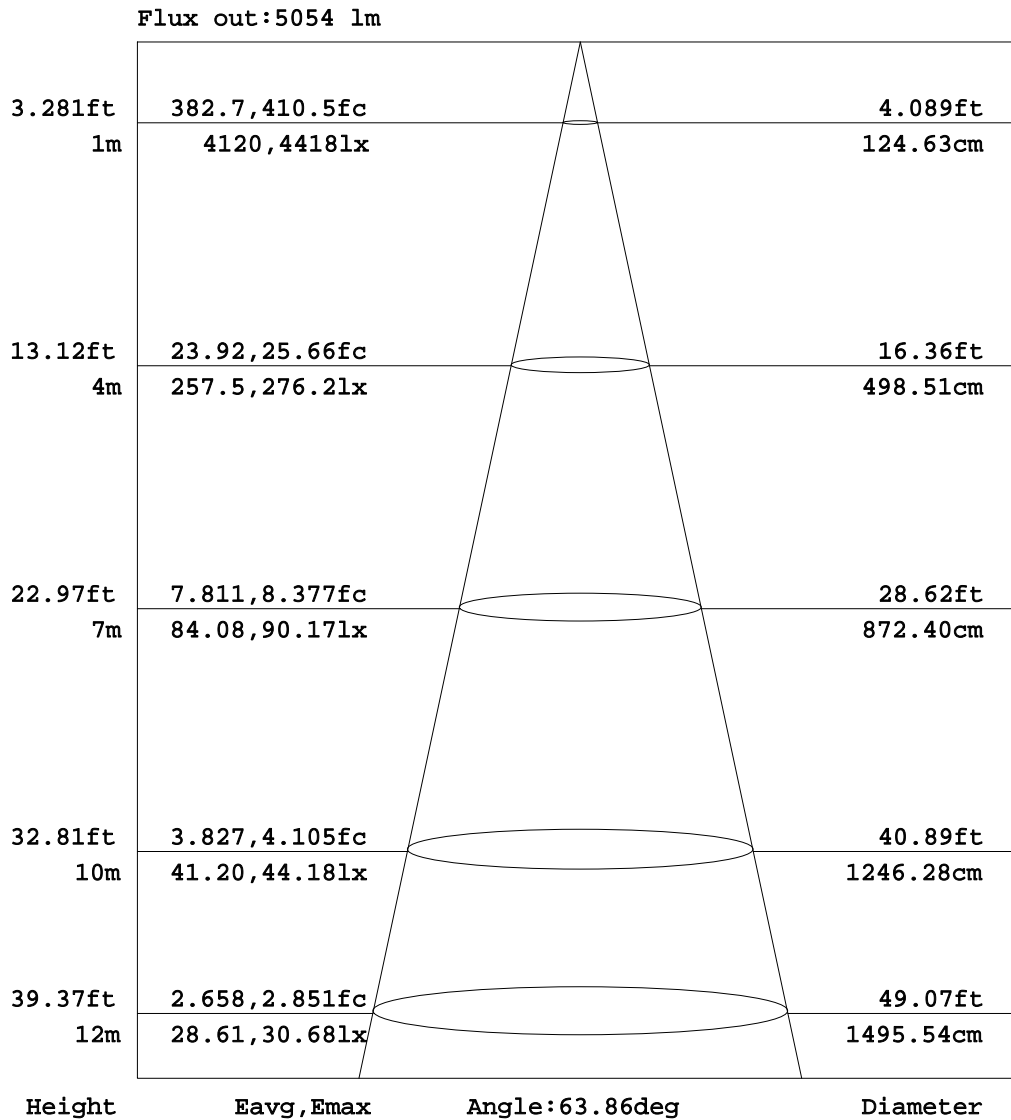 Flux out:5054 lm
3.281ft 382.7,410.5fc 4.089ft
1m 4120,4418lx 124.63cm
13.12ft 23.92,25.66fc 16.36ft
4m 257.5,276.2lx 498.51cm
22.97ft 7.811,8.377fc 28.62ft
7m 84.08,90.17lx 872.40cm
32.81ft 3.827,4.105fc 40.89ft
10m 41.20,44.18lx 1246.28cm
39.37ft 2.658,2.851fc 49.07ft
12m 28.61,30.68lx 1495.54cm
Height Eavg,Emax Angle:63.86deg Diameter